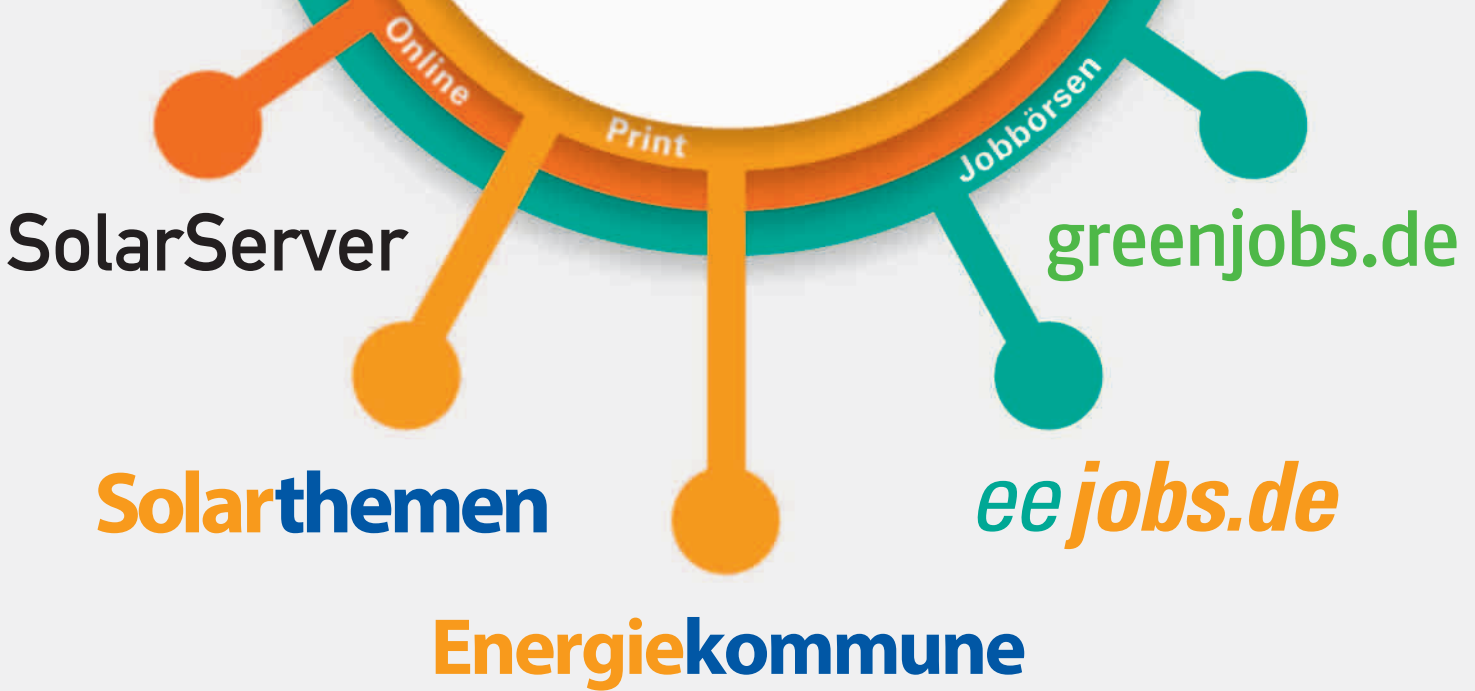 Online
Print
Jobbörsen
SolarServer
greenjobs.de
Solarthemen
eejobs.de
Energiekommune